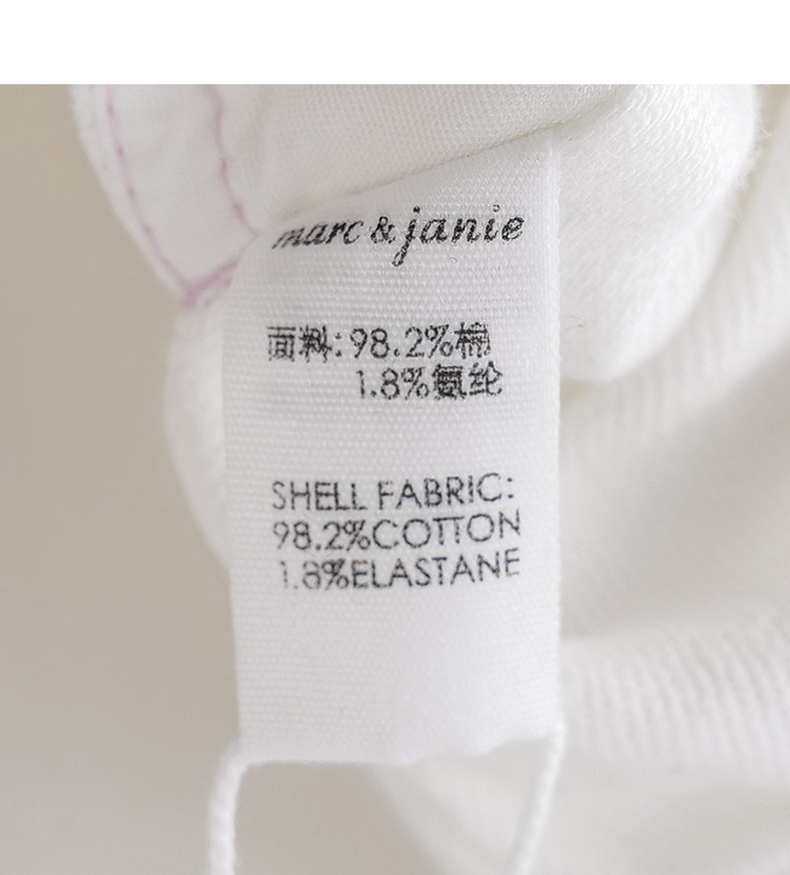 marc & janie
面料: 98.2%棉
1.8%氨纶
SHELL FABRIC:
98.2%COTTON
1.8%ELASTANE